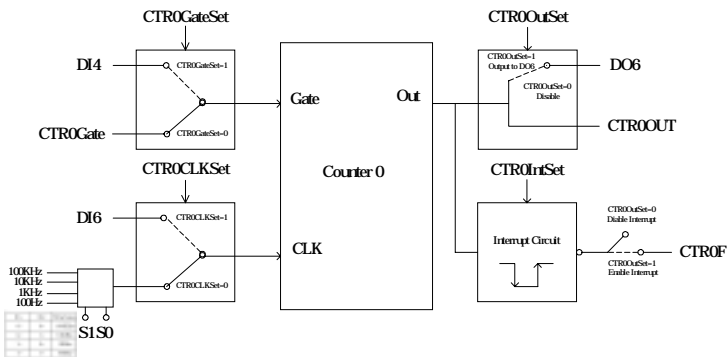 CTR0GateSet
DI4
CTR0GateSet=1
CTR0Gate
CTR0GateSet=0
CTR0CLKSet
DI6
CTR0CLKSet=1
CTR0CLKSet=0
100KHz
10KHz
1KHz
100Hz
S1S0
Gate
Out
Counter 0
CLK
CTR0OutSet
CTR0OutSet=1
Output to DO6
DO6
CTR0OutSet=0
Disable
CTR0OUT
CTR0IntSet
Interrupt Circuit
CTR0OutSet=0
Diable Interrupt
CTR0F
CTR0OutSet=1
Enable Interrupt